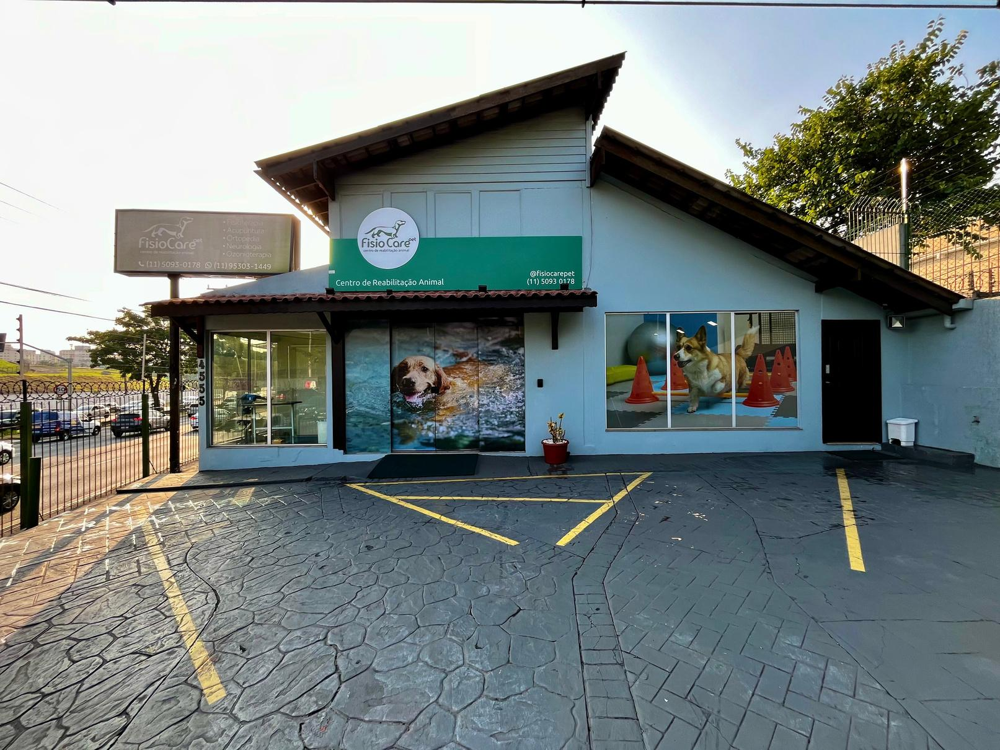 FisioCare pet
centro de reabilitação animal
• Fisioterapia
• Acupuntura
• Ortopedia
• Neurologia
• Ozonioterapia
(11) 5093-0178 (11) 95303-1449
Fisio Care pet
centro de reabilitação animal
Centro de Reabilitação Animal
@fisiocarepet
(11) 5093 0178
4555